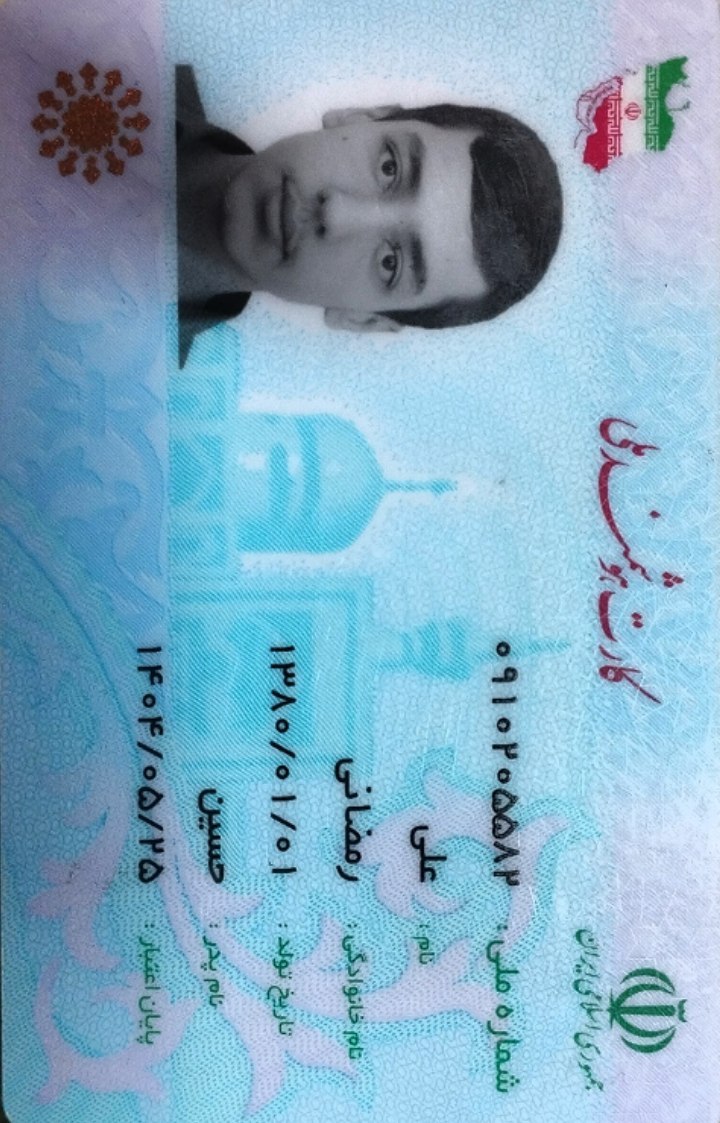 جمهوری اسلامی ایران
کارت هوشمند ملی
شماره ملی: ۰۹۱۰۲۰۵۵۸۲
نام: علی
نام خانوادگی: رمضانی
تاریخ تولد: ۱۳۸۰/۰۱/۰۱
نام پدر: حسین
پایان اعتبار: ۱۴۰۴/۰۵/۲۵